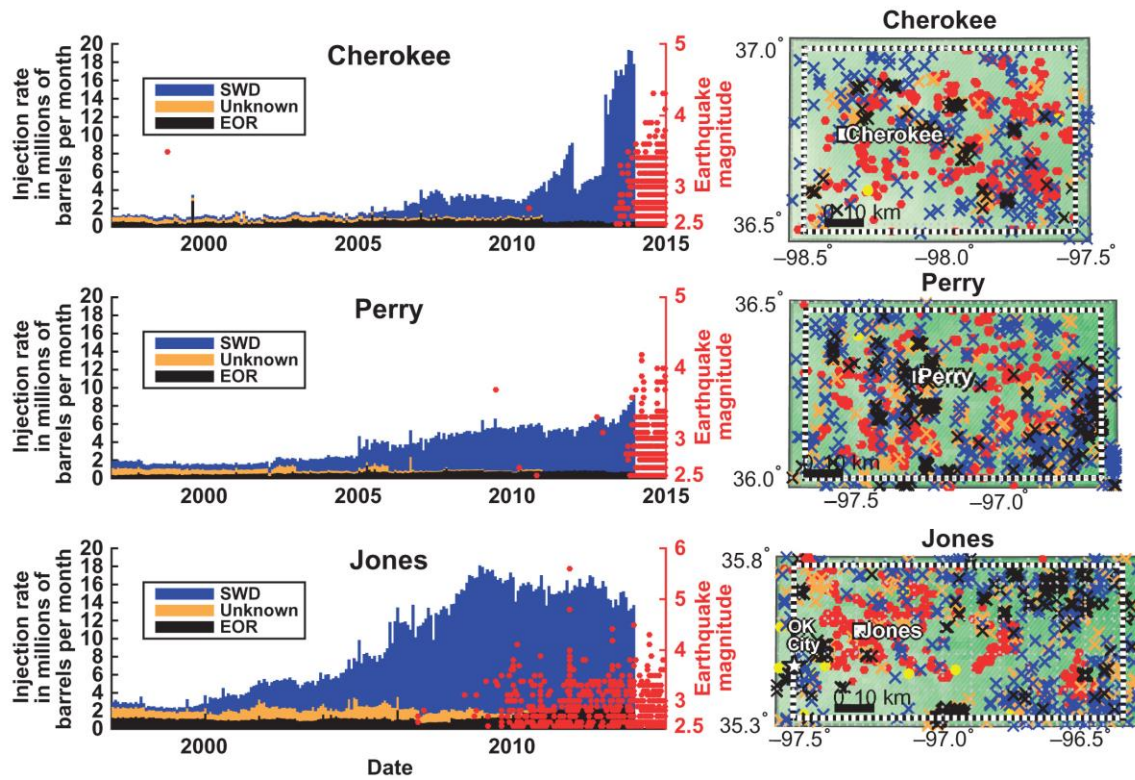 Cherokee
Injection rate
in millions of
barrels per month
20
18
16
14
12
10
8
6
4
2
0
SWD
Unknown
EOR
2000
2005
2010
2015
5
4
3
2.5
Earthquake
magnitude
Cherokee
37.0°
36.5°
Cherokee
10 km
–98.5°
–98.0°
–97.5°
Perry
Injection rate
in millions of
barrels per month
20
18
16
14
12
10
8
6
4
2
0
SWD
Unknown
EOR
2000
2005
2010
2015
5
4
3
2.5
Earthquake
magnitude
Perry
36.5°
36.0°
Perry
10 km
–97.5°
–97.0°
Jones
Injection rate
in millions of
barrels per month
20
18
16
14
12
10
8
6
4
2
0
SWD
Unknown
EOR
2000
2010
2015
Date
6
5
4
3
2.5
Earthquake
magnitude
Jones
35.8°
35.3°
OK
City
Jones
0 10 km
–97.5°
–97.0°
–96.5°